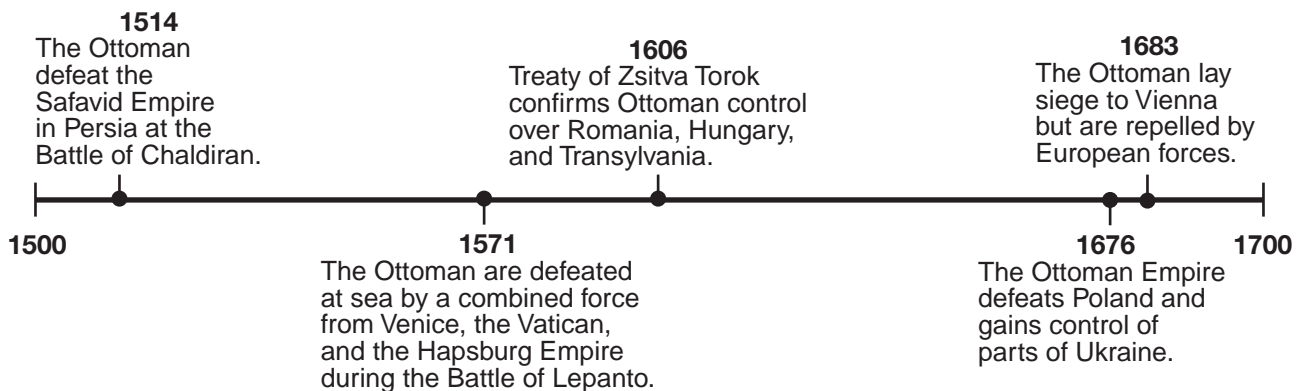 1514
The Ottoman
defeat the
Safavid Empire
in Persia at the
Battle of Chaldiran.
1606
Treaty of Zsitva Torok
confirms Ottoman control
over Romania, Hungary,
and Transylvania.
1683
The Ottoman lay
siege to Vienna
but are repelled by
European forces.
1500
1571
The Ottoman are defeated
at sea by a combined force
from Venice, the Vatican,
and the Hapsburg Empire
during the Battle of Lepanto.
1676
The Ottoman Empire
defeats Poland and
gains control of
parts of Ukraine.
1700